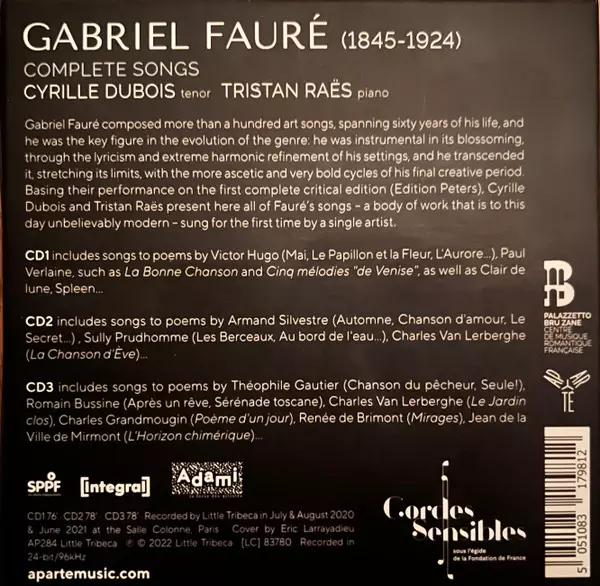 GABRIEL FAURÉ (1845-1924)
COMPLETE SONGS
CYRILLE DUBOIS tenor TRISTAN RAËS piano
Gabriel Fauré composed more than a hundred art songs, spanning sixty years of his life, and
he was the key figure in the evolution of the genre: he was instrumental in its blossoming,
through the lyricism and extreme harmonic refinement of his settings, and he transcended
it, stretching its limits, with the more ascetic and very bold cycles of his final creative period.
Basing their performance on the first complete critical edition (Edition Peters), Cyrille
Dubois and Tristan Raës present here all of Fauré's songs – a body of work that is to this
day unbelievably modern – sung for the first time by a single artist.
CD1 includes songs to poems by Victor Hugo (Mai, Le Papillon et la Fleur, L'Aurore...), Paul
Verlaine, such as La Bonne Chanson and Cinq mélodies "de Venise", as well as Clair de
lune, Spleen...
CD2 includes songs to poems by Armand Silvestre (Automne, Chanson d'amour, Le
Secret...) , Sully Prudhomme (Les Berceaux, Au bord de l'eau...), Charles Van Lerberghe
(La Chanson d'Ève)...
CD3 includes songs to poems by Théophile Gautier (Chanson du pêcheur, Seule!),
Romain Bussine (Après un rêve, Sérénade toscane), Charles Van Lerberghe (Le Jardin
clos), Charles Grandmougin (Poème d'un jour), Renée de Brimont (Mirages), Jean de la
Ville de Mirmont (L'Horizon chimérique)...
PALAZZETTO
BRU ZANE
CENTRE
DE MUSIQUE
ROMANTIQUE
FRANÇAISE
SPPF
[integral]
Adami
CD1 76' CD2 78' CD3 78' Recorded by Little Tribeca in July & August 2020
& June 2021 at the Salle Colonne, Paris Cover by Eric Larrayadieu
AP284 Little Tribeca ℗ © 2022 Little Tribeca [LC] 83780 Recorded in
24-bit/96kHz
apartemusic.com
Cordes
Sensibles
sous l'égide
de la Fondation de France
5 051083 179812